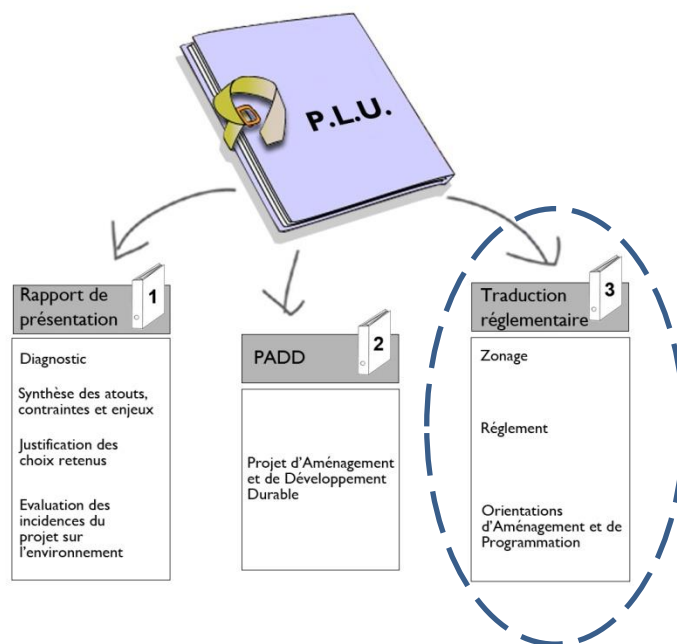 P.L.U.
Rapport de
présentation
1
Diagnostic
Synthèse des atouts,
contraintes et enjeux
Justification des
choix retenus
Evaluation des
incidences du
projet sur
l'environnement
PADD
2
Projet d'Aménagement
et de Développement
Durable
Traduction
réglementaire
3
Zonage
Réglement
Orientations
d'Aménagement et de
Programmation